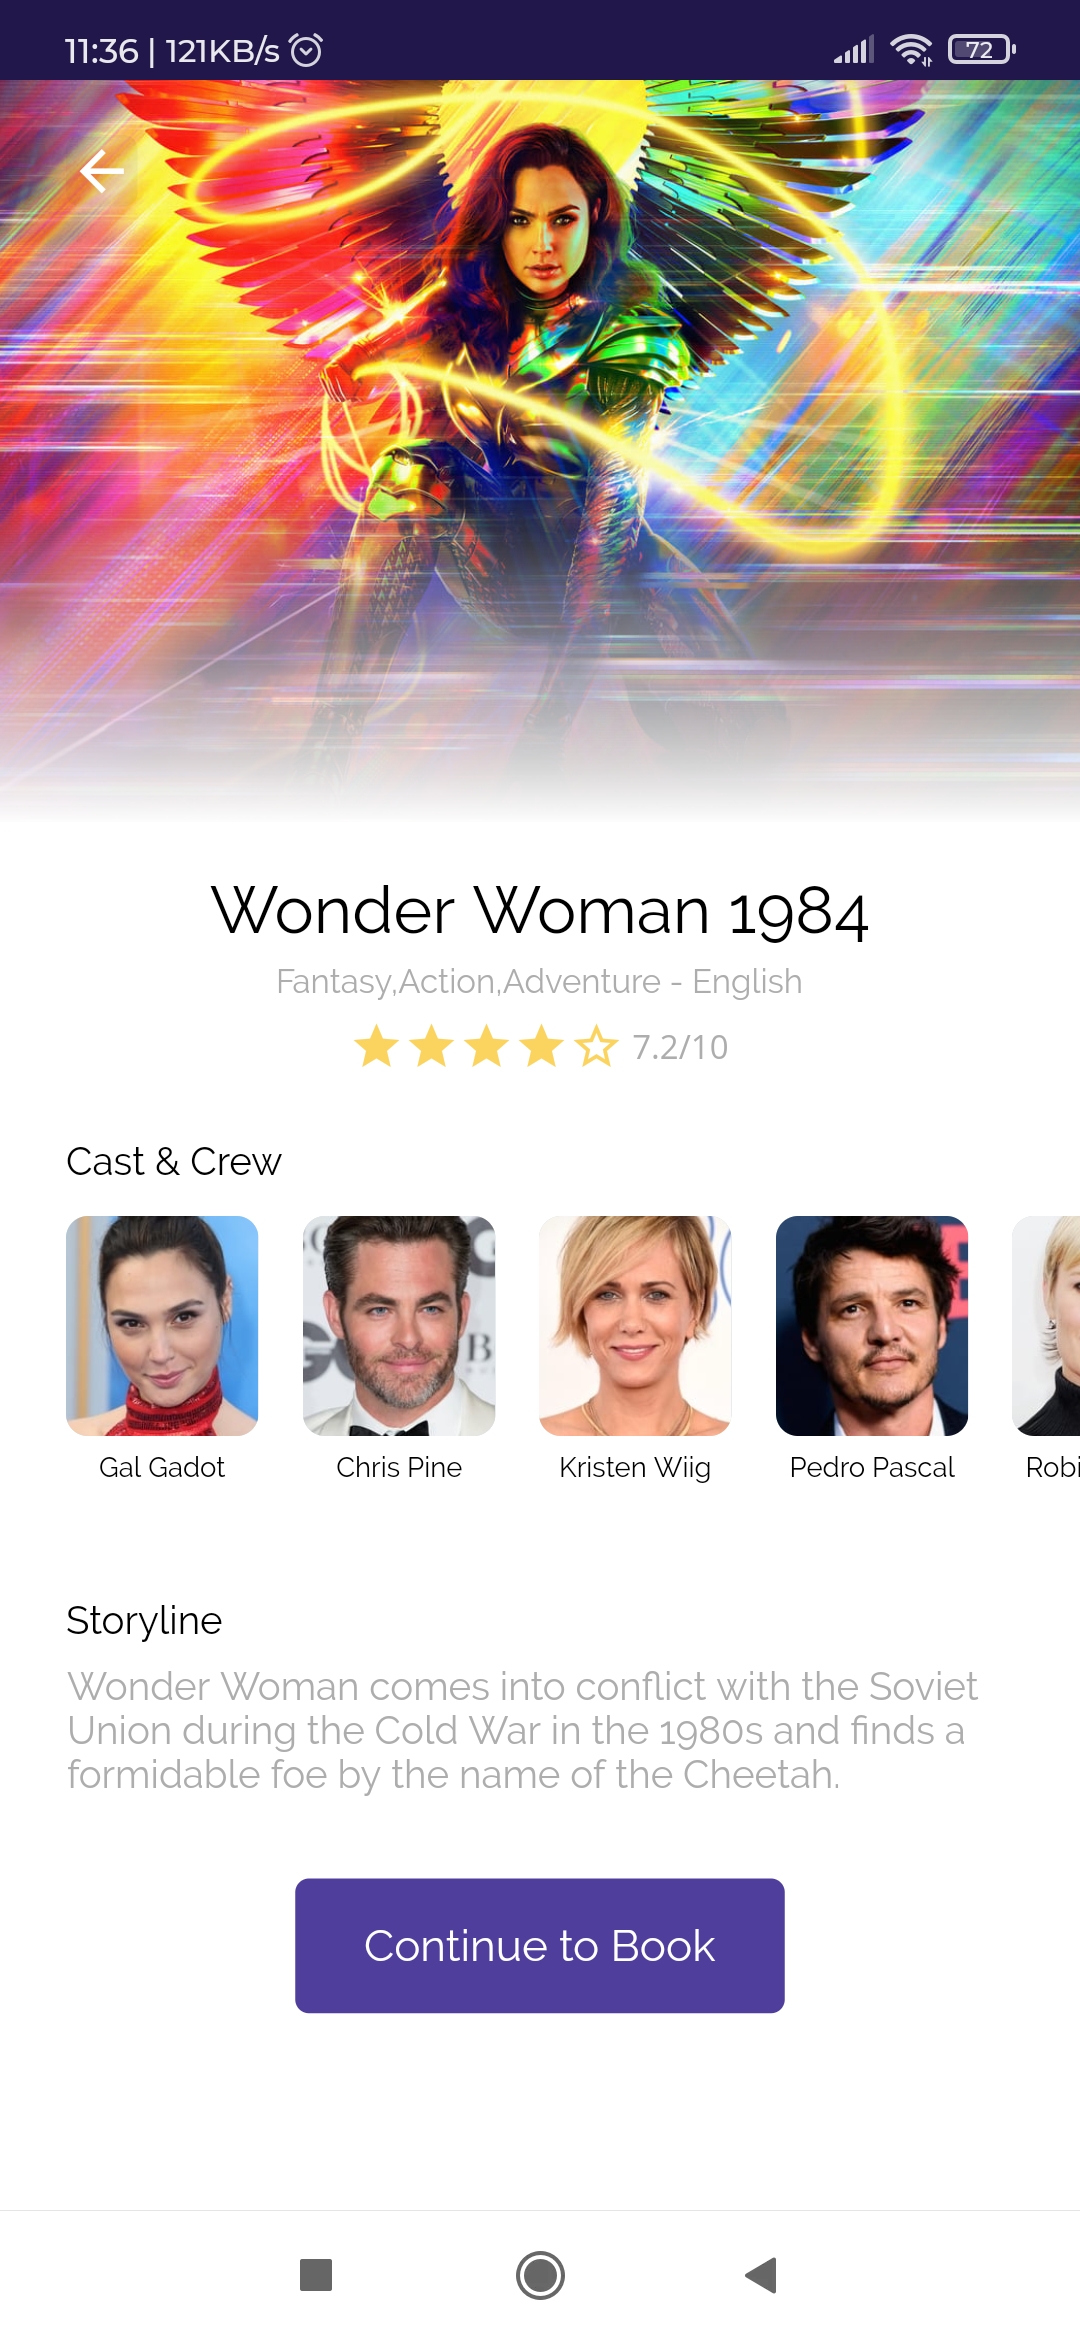 11:36 | 121KB/s
72
Wonder Woman 1984
Fantasy,Action,Adventure - English
7.2/10
Cast & Crew
Gal Gadot
Chris Pine
Kristen Wiig
Pedro Pascal
Robi
Storyline
Wonder Woman comes into conflict with the Soviet
Union during the Cold War in the 1980s and finds a
formidable foe by the name of the Cheetah.
Continue to Book